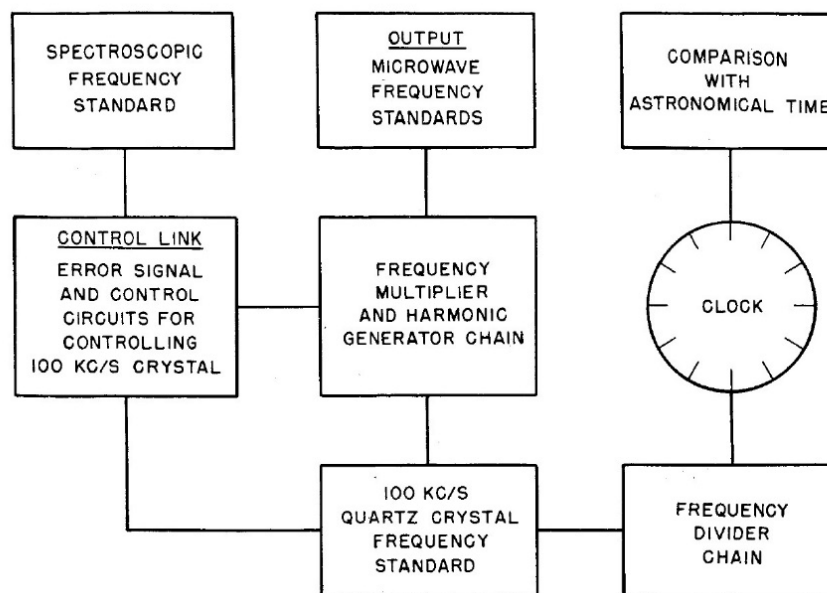 SPECTROSCOPIC
FREQUENCY
STANDARD
OUTPUT
MICROWAVE
FREQUENCY
STANDARDS
COMPARISON
WITH
ASTRONOMICAL TIME
CONTROL LINK
ERROR SIGNAL
AND CONTROL
CIRCUITS FOR
CONTROLLING
100 KC/S CRYSTAL
FREQUENCY
MULTIPLIER
AND HARMONIC
GENERATOR CHAIN
CLOCK
100 KC/S
QUARTZ CRYSTAL
FREQUENCY
STANDARD
FREQUENCY
DIVIDER
CHAIN